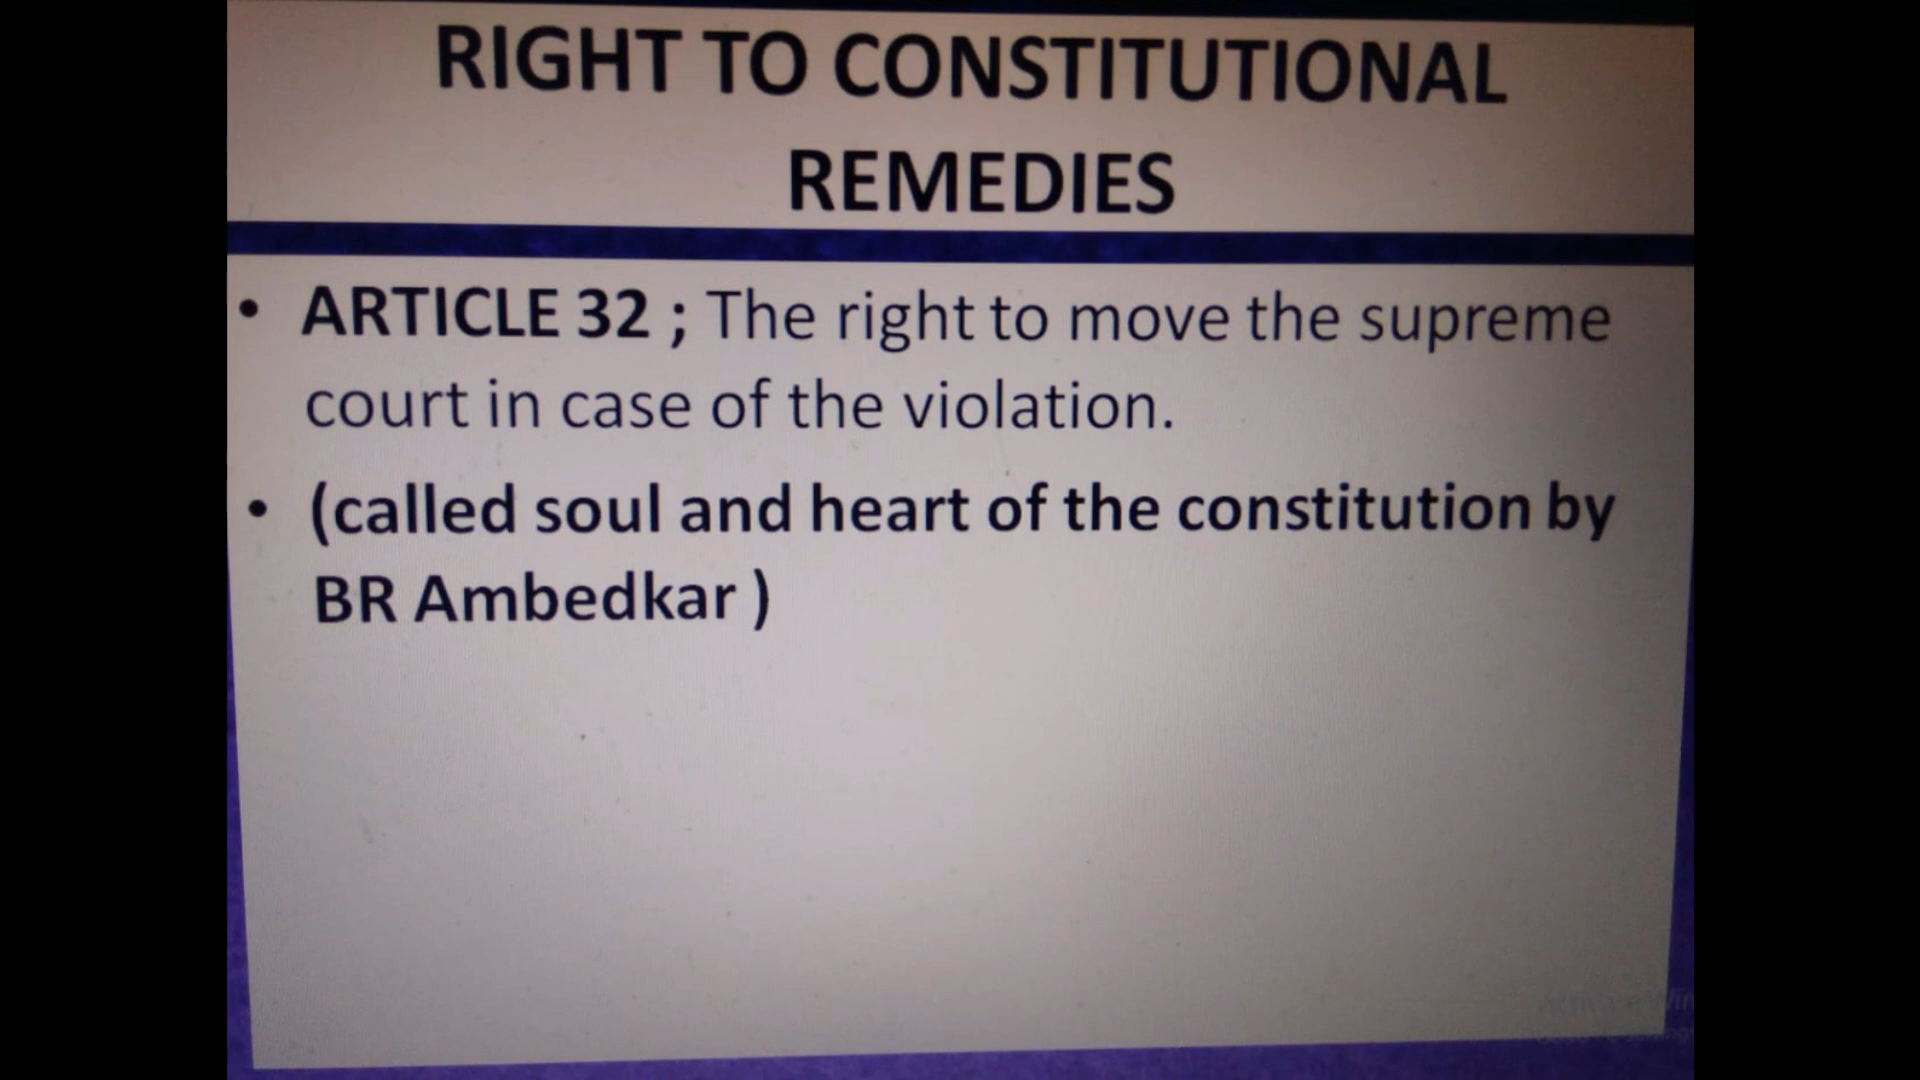 RIGHT TO CONSTITUTIONAL
REMEDIES
• ARTICLE 32 ; The right to move the supreme
court in case of the violation.
• (called soul and heart of the constitution by
BR Ambedkar )